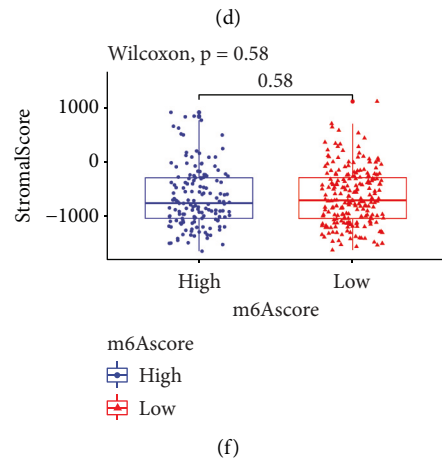 (d)
Wilcoxon, p = 0.58
0.58
1000
0
−1000
StromalScore
High Low
m6Ascore
m6Ascore
High
Low
(f)